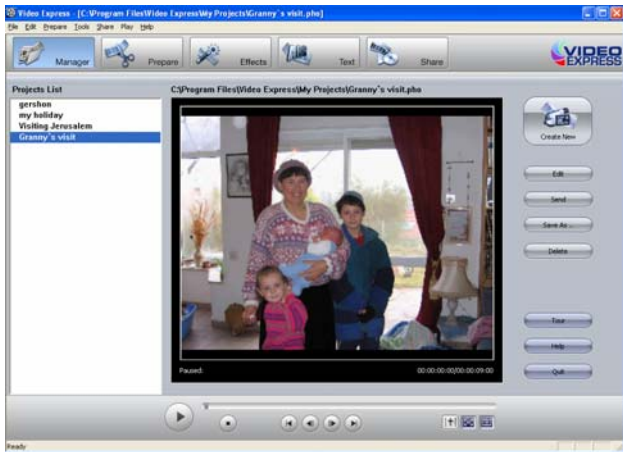 Video Express - [C:\Program Files\Video Express\My Projects\Granny`s visit.pho]
File Edit Prepare Tools Share Play Help
Manager Prepare Effects Text Share VIDEO EXPRESS
Projects List
C:\Program Files\Video Express\My Projects\Granny`s visit.pho
gershon
my holiday
Visiting Jerusalem
Granny`s visit
Create New
Edit
Send
Save As ..
Delete
Tour
Help
Quit
Paused: 00:00:00:00/00:00:09:00
Ready